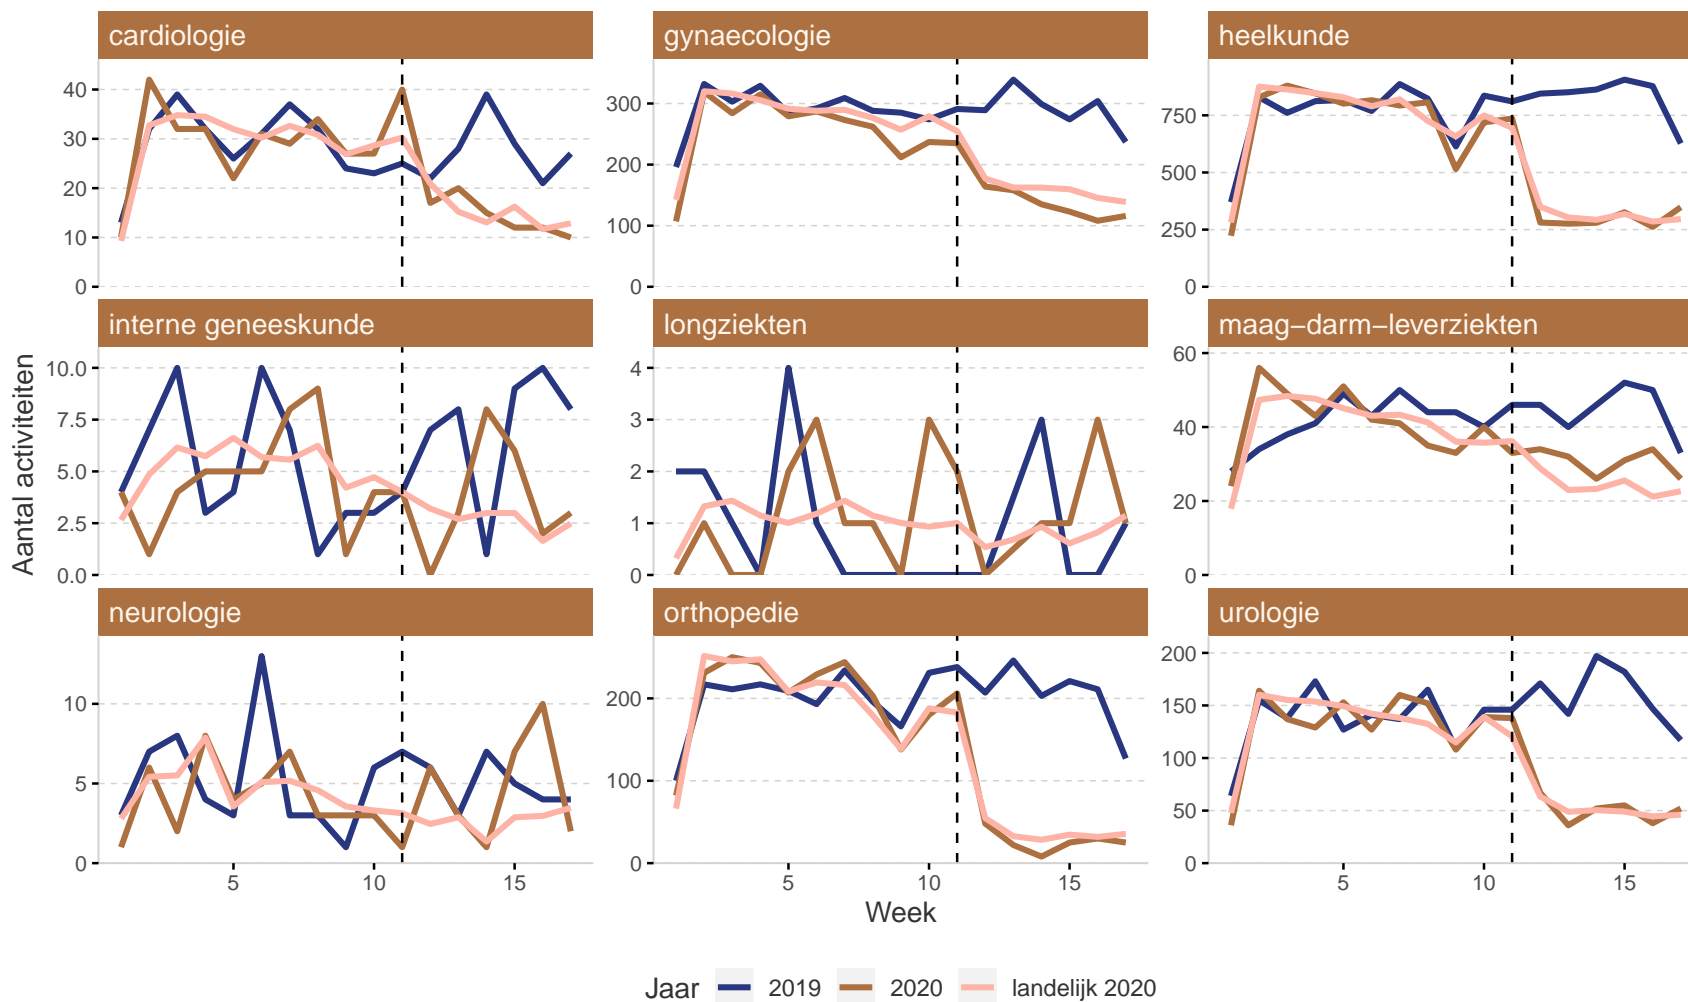 cardiologie
gynaecologie
heelkunde
40
30
20
10
0
300
200
100
0
750
500
250
0
interne geneeskunde
longziekten
maag−darm−leverziekten
10.0
7.5
5.0
2.5
0.0
4
3
2
1
0
60
40
20
0
Aantal activiteiten
neurologie
orthopedie
urologie
10
5
0
200
100
0
200
150
100
50
0
5 10 15
5 10 15
5 10 15
Week
Jaar 2019 2020 landelijk 2020